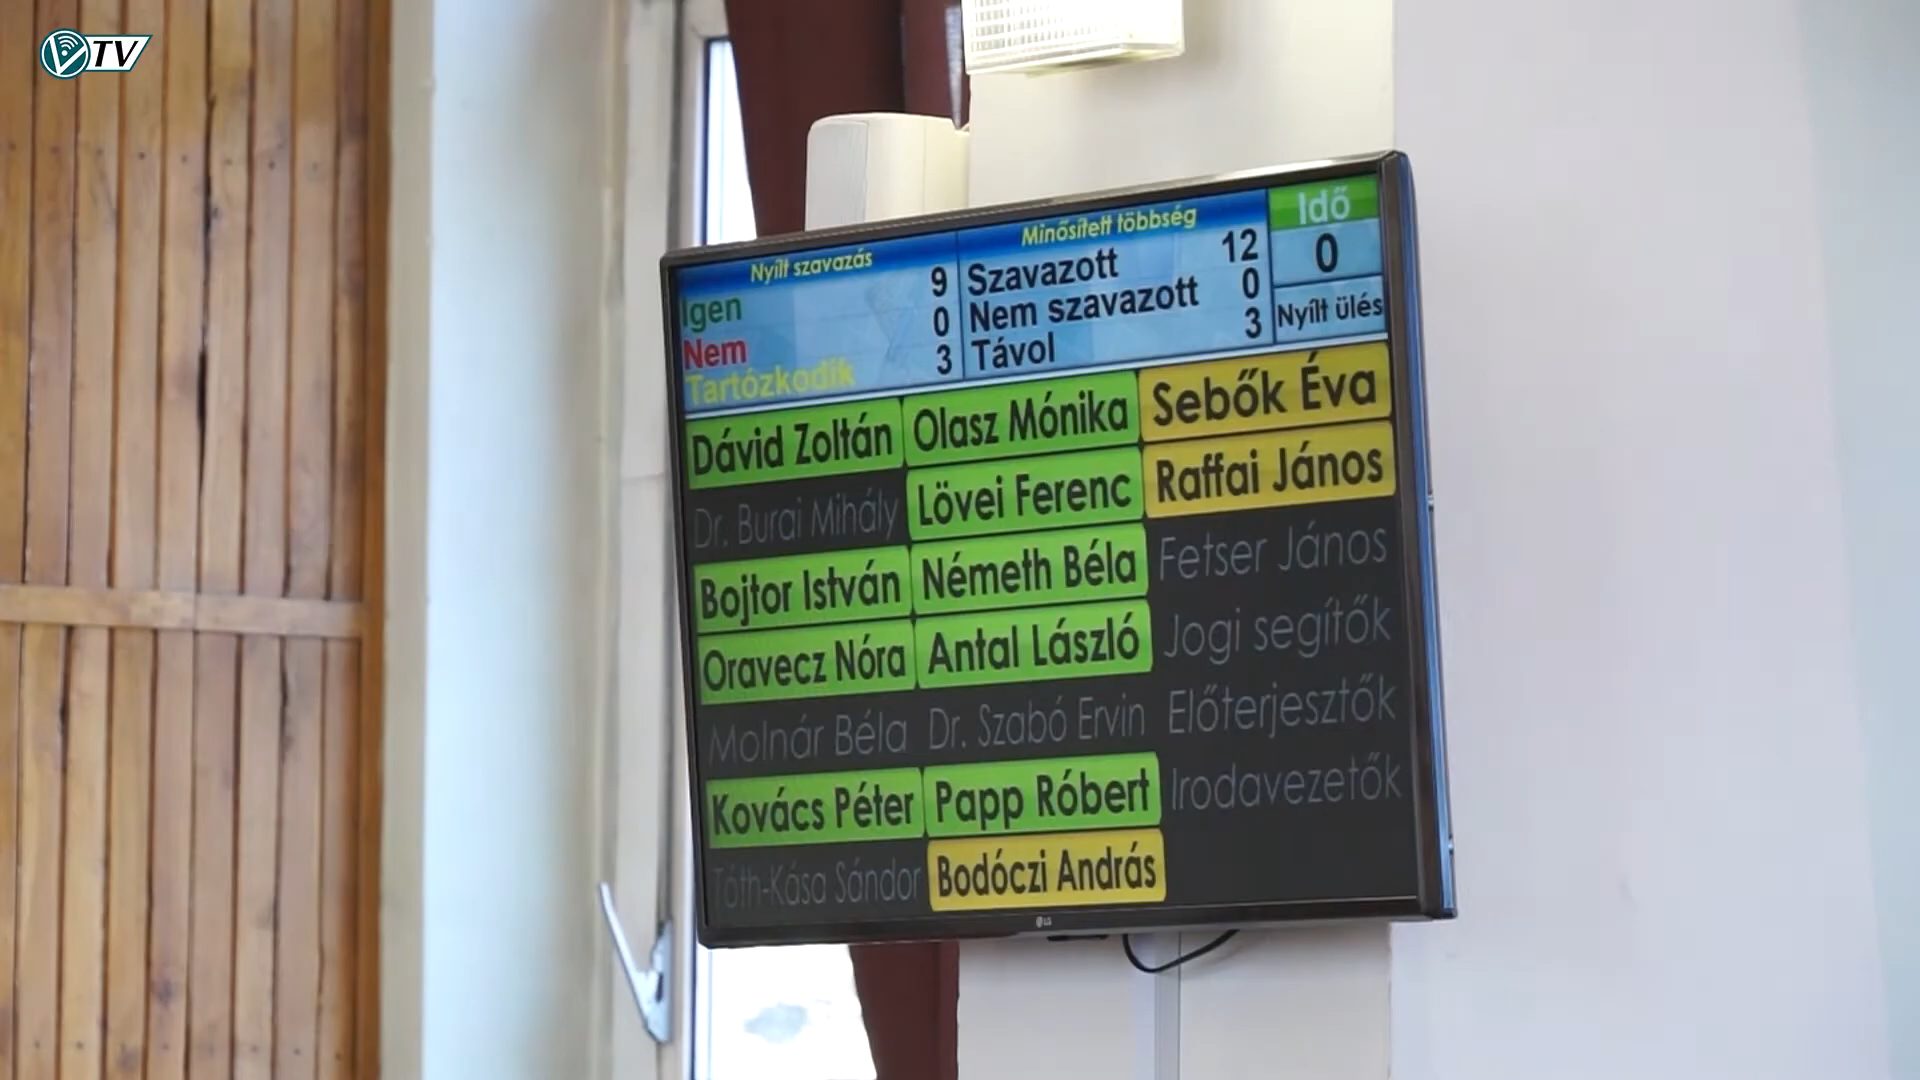 VTV
Nyílt szavazás
Igen 9
Nem 0
Tartózkodik 3
Minősített többség
Szavazott 12
Nem szavazott 0
Távol 3
Idő
0
Nyílt ülés
Dávid Zoltán
Dr. Burai Mihály
Bojtor István
Oravecz Nóra
Molnár Béla
Kovács Péter
Tóth-Kása Sándor
Olasz Mónika
Lövei Ferenc
Németh Béla
Antal László
Dr. Szabó Ervin
Papp Róbert
Bodóczi András
Sebők Éva
Raffai János
Fetser János
Jogi segítők
Előterjesztők
Irodavezetők
LG